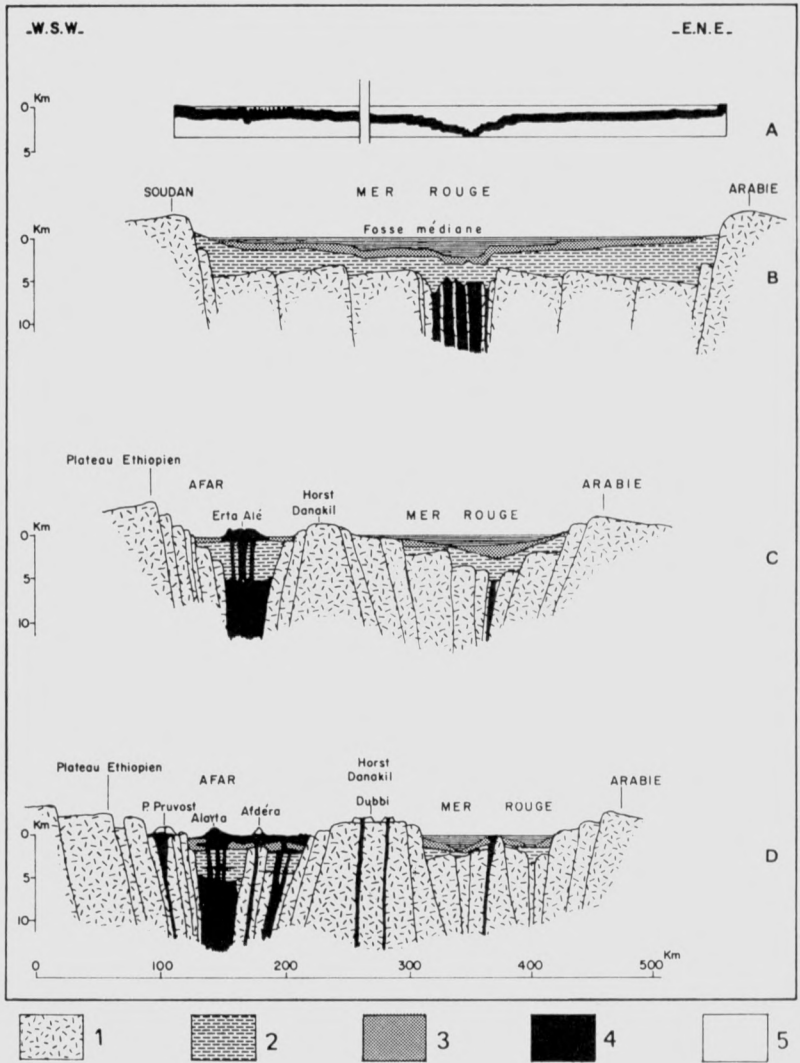 -W.S.W-
-E.N.E-
Km
0
5
A
SOUDAN
MER ROUGE
ARABIE
Fosse médiane
0
5
10
B
Plateau Ethiopien
AFAR
Erta Alé
Horst
Danakil
MER ROUGE
ARABIE
Km
0
5
10
C
Plateau Ethiopien
AFAR
P. Pruvost
Alayta
Afdéra
Horst
Danakil
Dubbi
MER ROUGE
ARABIE
Km
0
5
10
D
0 100 200 300 400 500 Km
1 2 3 4 5